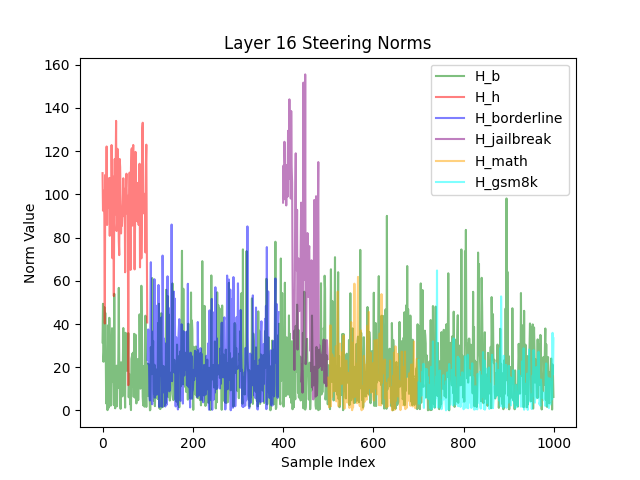 Layer 16 Steering Norms
H_b
H_h
H_borderline
H_jailbreak
H_math
H_gsm8k
Norm Value
160
140
120
100
80
60
40
20
0
0 200 400 600 800 1000
Sample Index